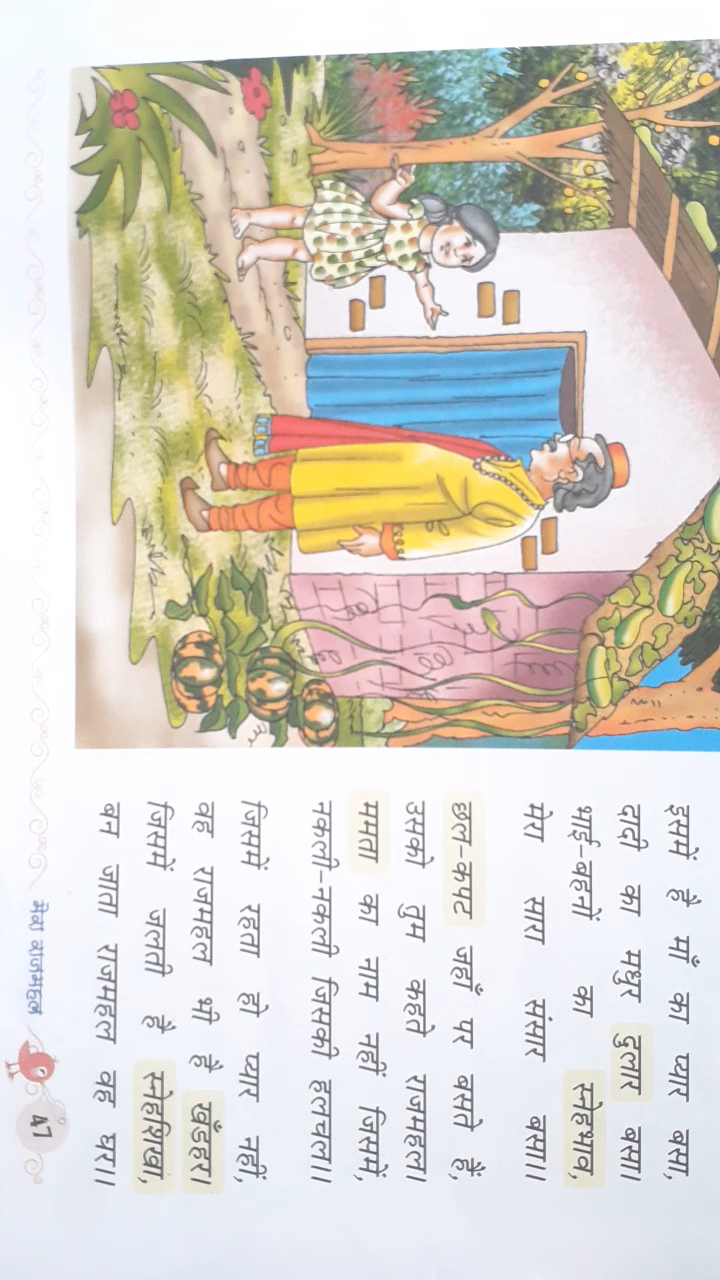 इसमें है माँ का प्यार बसा,
दादी का मधुर दुलार बसा।
भाई-बहनों का स्नेहभाव,
मेरा सारा संसार बसा।।
छल-कपट जहाँ पर बसते हैं,
उसको तुम कहते राजमहल।
ममता का नाम नहीं जिसमें,
नकली-नकली जिसकी हलचल।।
जिसमें रहता हो प्यार नहीं,
वह राजमहल भी है खँडहर।
जिसमें जलती है स्नेहशिखा,
बन जाता राजमहल वह घर।।
मेरा राजमहल
47